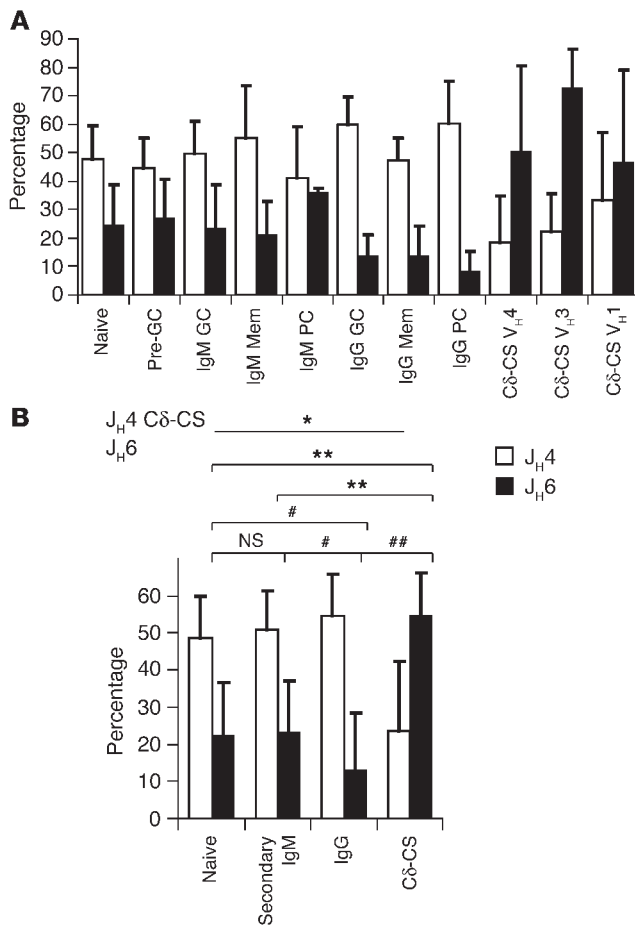 A
Percentage
90
80
70
60
50
40
30
20
10
0
Naive
Pre-GC
IgM GC
IgM Mem
IgM PC
IgG GC
IgG Mem
IgG PC
Cδ-CS VH4
Cδ-CS VH3
Cδ-CS VH1
B
JH4 Cδ-CS
*
JH6
**
**
#
NS
#
##
JH4
JH6
Percentage
60
50
40
30
20
10
0
Naive
Secondary
IgM
IgG
Cδ-CS